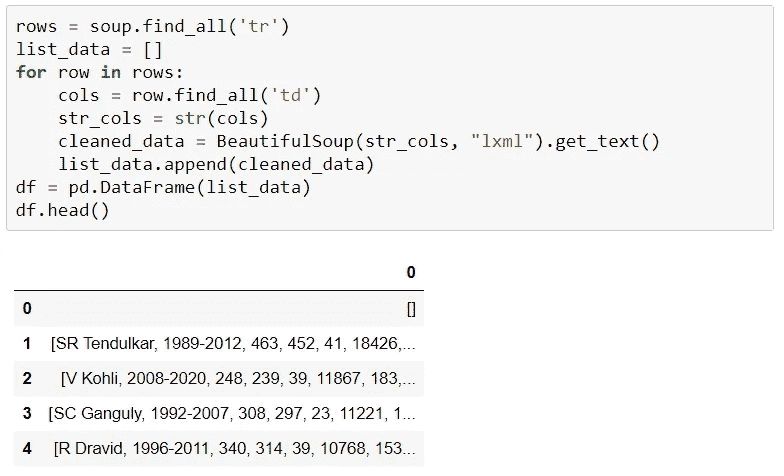 rows = soup.find_all('tr')
list_data = []
for row in rows:
    cols = row.find_all('td')
    str_cols = str(cols)
    cleaned_data = BeautifulSoup(str_cols, "lxml").get_text()
    list_data.append(cleaned_data)
df = pd.DataFrame(list_data)
df.head()
0
0 []
1 [SR Tendulkar, 1989-2012, 463, 452, 41, 18426,...
2 [V Kohli, 2008-2020, 248, 239, 39, 11867, 183,...
3 [SC Ganguly, 1992-2007, 308, 297, 23, 11221, 1...
4 [R Dravid, 1996-2011, 340, 314, 39, 10768, 153...